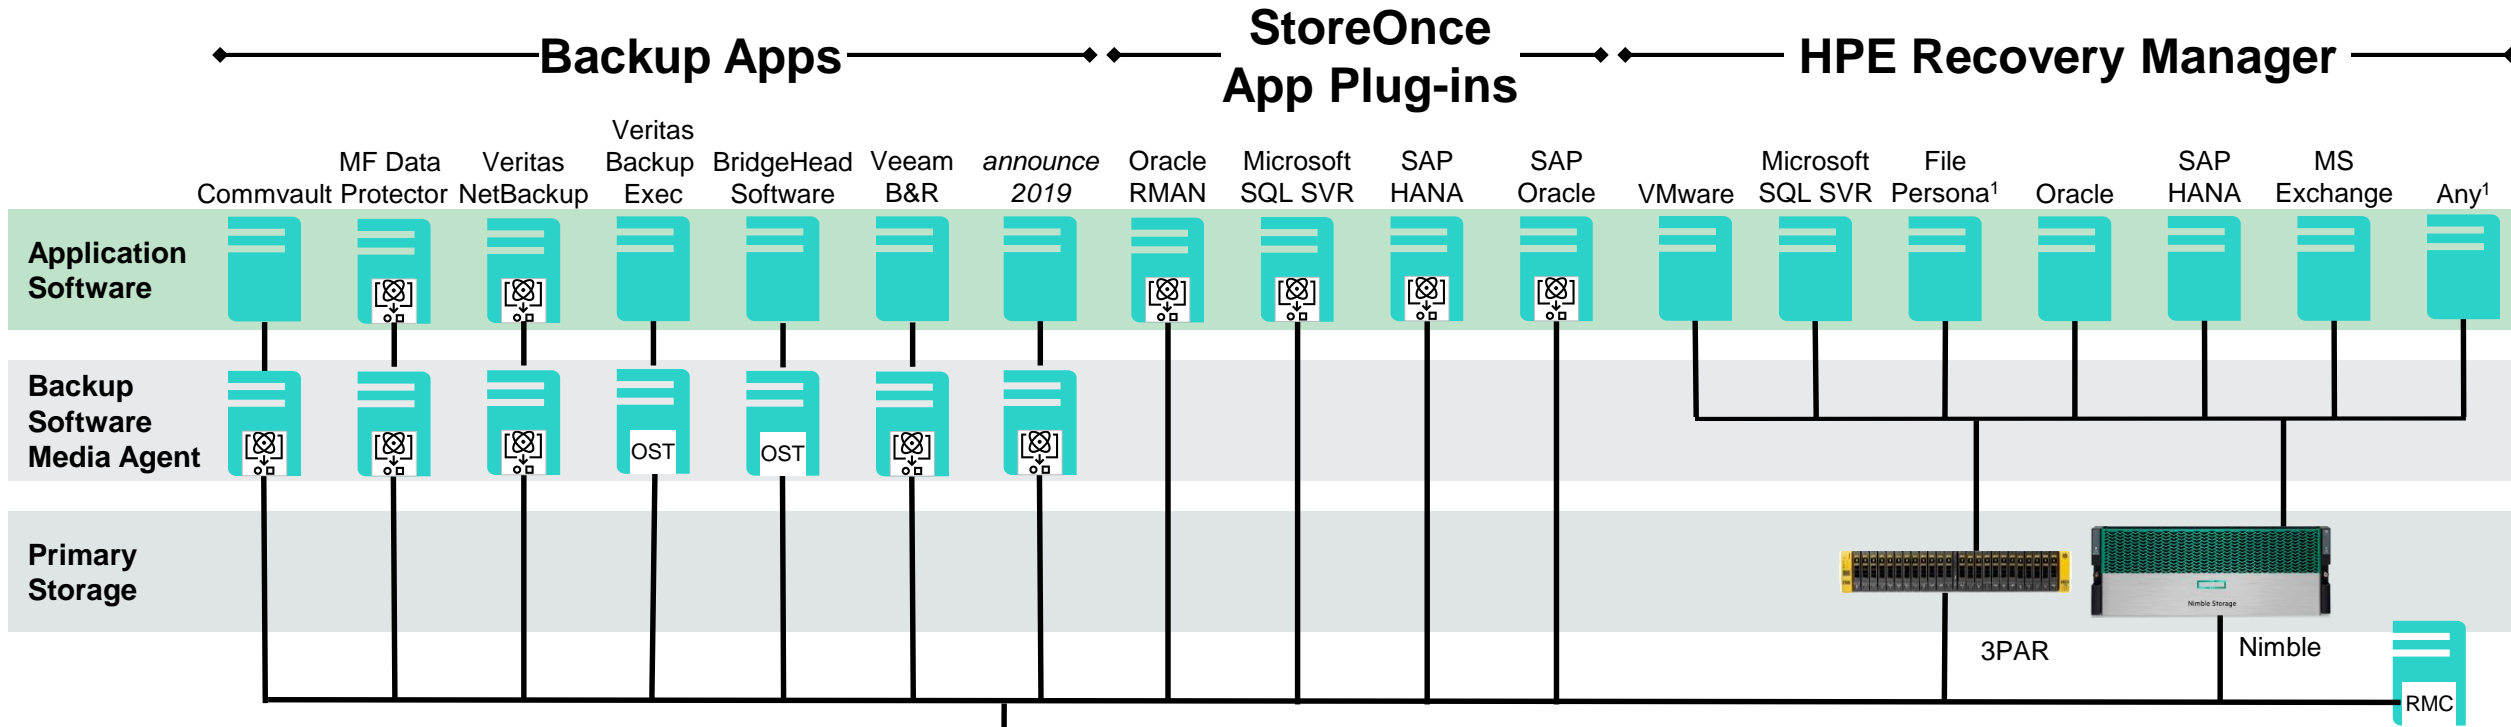 Backup Apps
StoreOnce
App Plug-ins
HPE Recovery Manager
Commvault
MF Data
Protector
Veritas
NetBackup
Veritas
Backup
Exec
BridgeHead
Software
Veeam
B&R
announce
2019
Oracle
RMAN
Microsoft
SQL SVR
SAP
HANA
SAP
Oracle
VMware
Microsoft
SQL SVR
File
Persona¹
Oracle
SAP
HANA
MS
Exchange
Any¹
Application
Software
Backup
Software
Media Agent
OST
OST
Primary
Storage
Nimble Storage
3PAR
Nimble
RMC